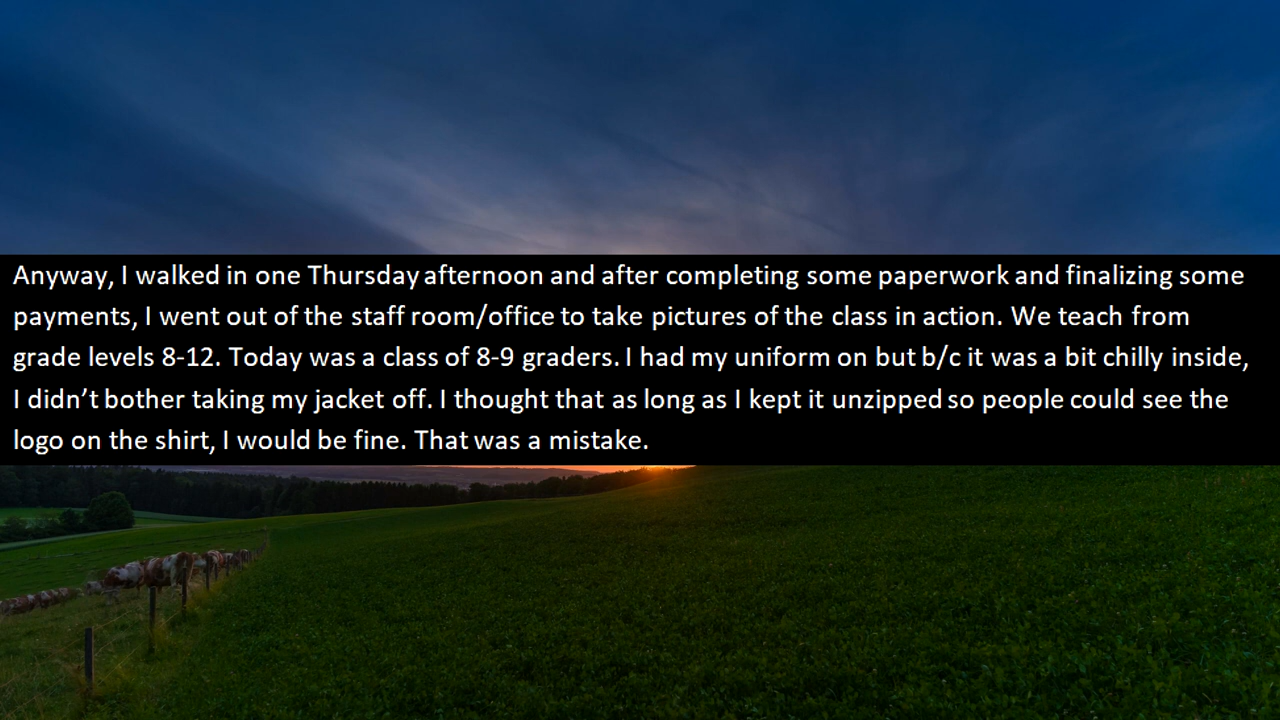 Anyway, I walked in one Thursday afternoon and after completing some paperwork and finalizing some
payments, I went out of the staff room/office to take pictures of the class in action. We teach from
grade levels 8-12. Today was a class of 8-9 graders. I had my uniform on but b/c it was a bit chilly inside,
I didn’t bother taking my jacket off. I thought that as long as I kept it unzipped so people could see the
logo on the shirt, I would be fine. That was a mistake.